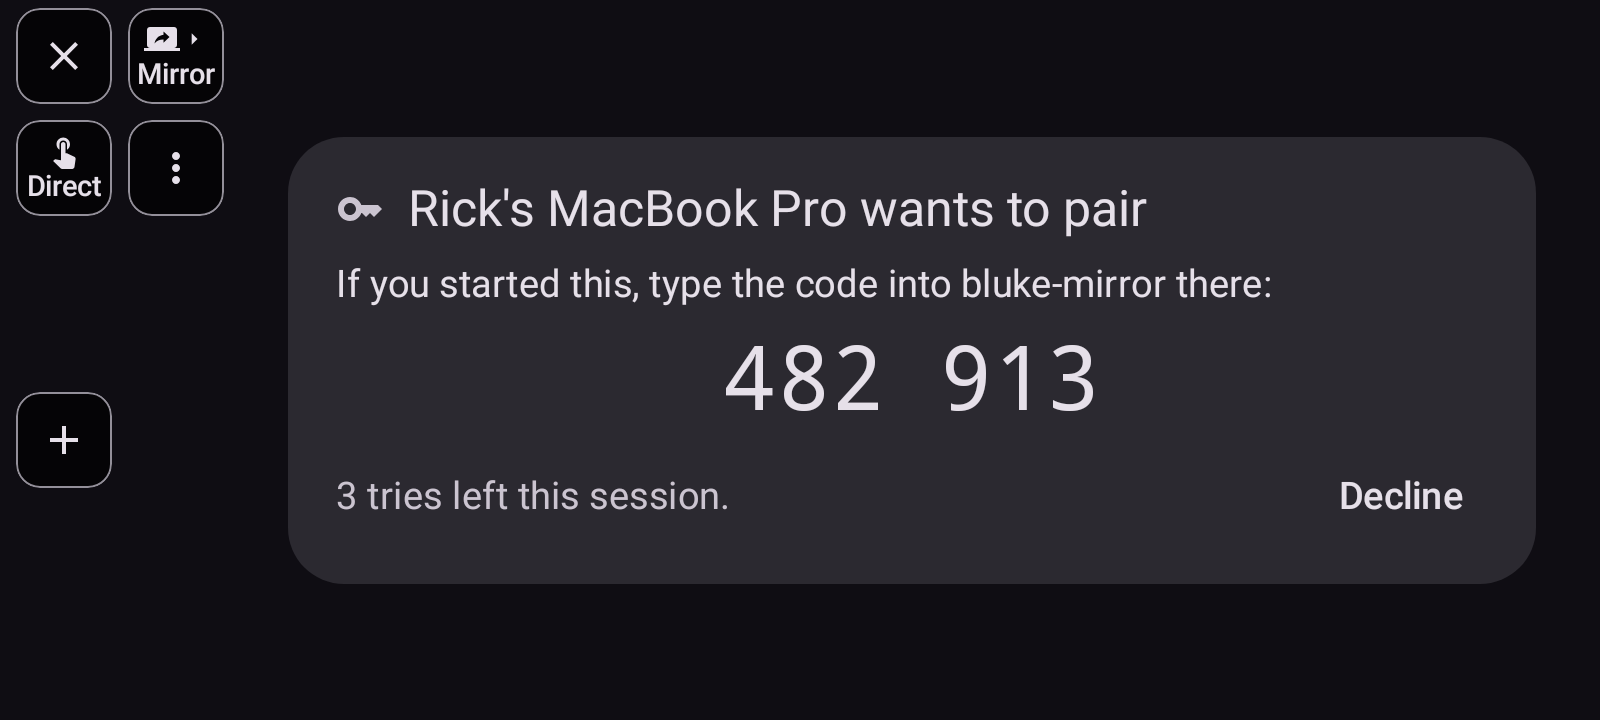 Mirror
Direct
Rick's MacBook Pro wants to pair
If you started this, type the code into bluke-mirror there:
482 913
3 tries left this session.
Decline